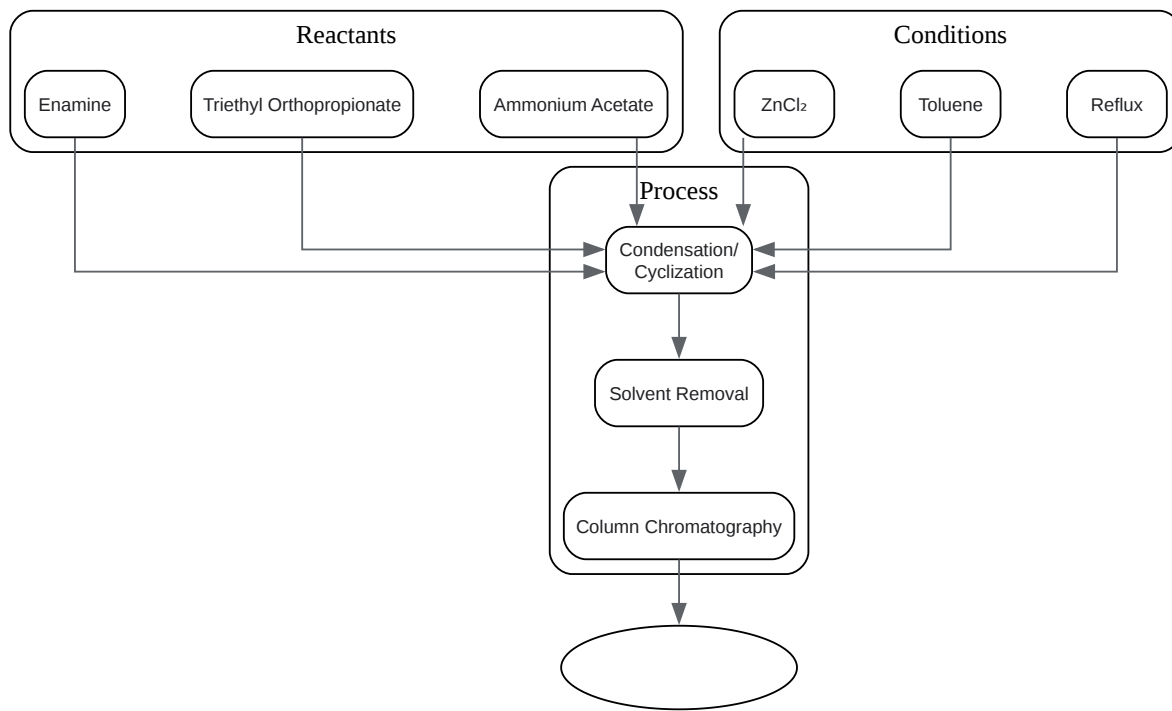 Reactants
Conditions
Enamine
Triethyl Orthopropionate
Ammonium Acetate
ZnCl₂
Toluene
Reflux
Process
Condensation/
Cyclization
Solvent Removal
Column Chromatography